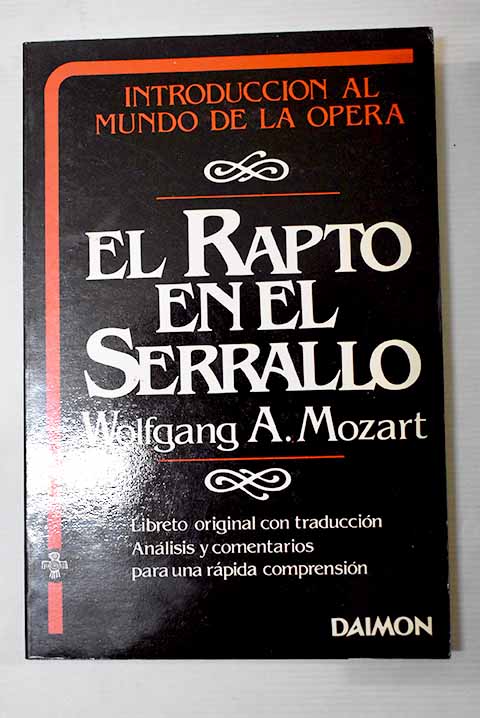 INTRODUCCION AL
MUNDO DE LA OPERA
EL RAPTO
EN EL
SERRALLO
Wolfgang A. Mozart
Libreto original con traducción
Análisis y comentarios
para una rápida comprensión
DAIMON